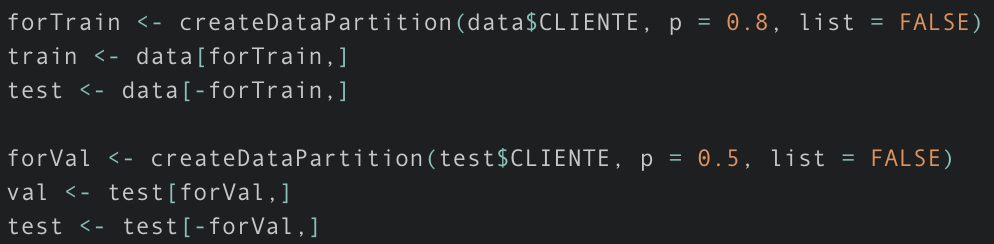 forTrain <- createDataPartition(data$CLIENTE, p = 0.8, list = FALSE)
train <- data[forTrain,]
test <- data[-forTrain,]
forVal <- createDataPartition(test$CLIENTE, p = 0.5, list = FALSE)
val <- test[forVal,]
test <- test[-forVal,]